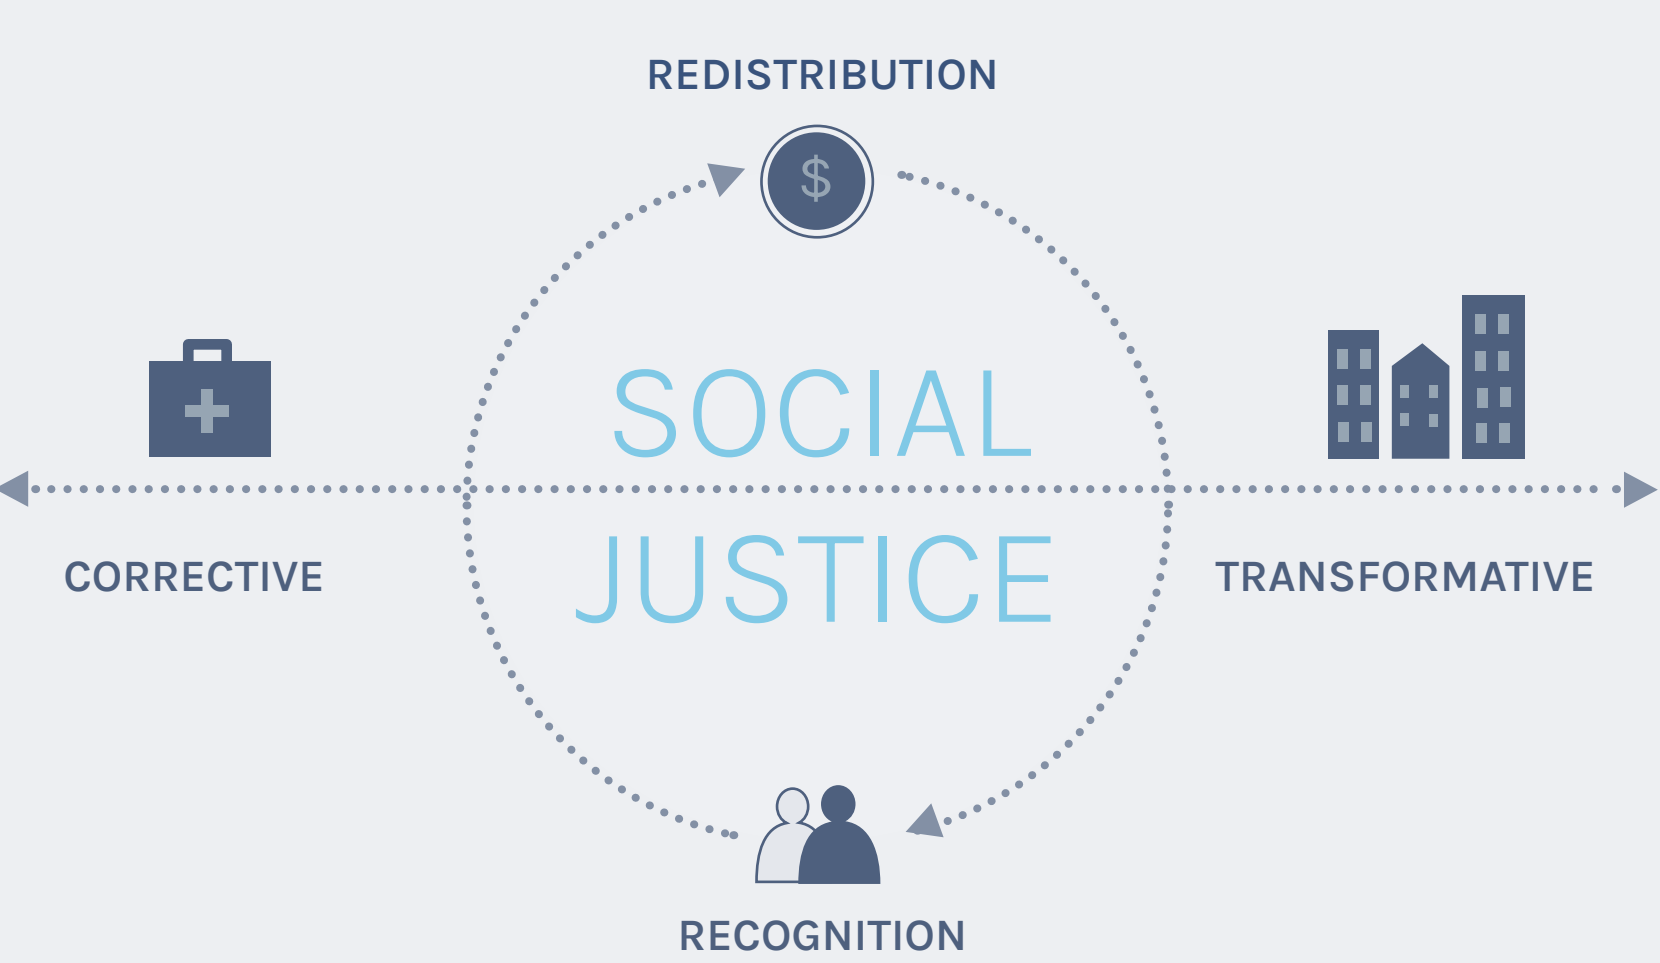 REDISTRIBUTION
$
SOCIAL
JUSTICE
CORRECTIVE
TRANSFORMATIVE
RECOGNITION